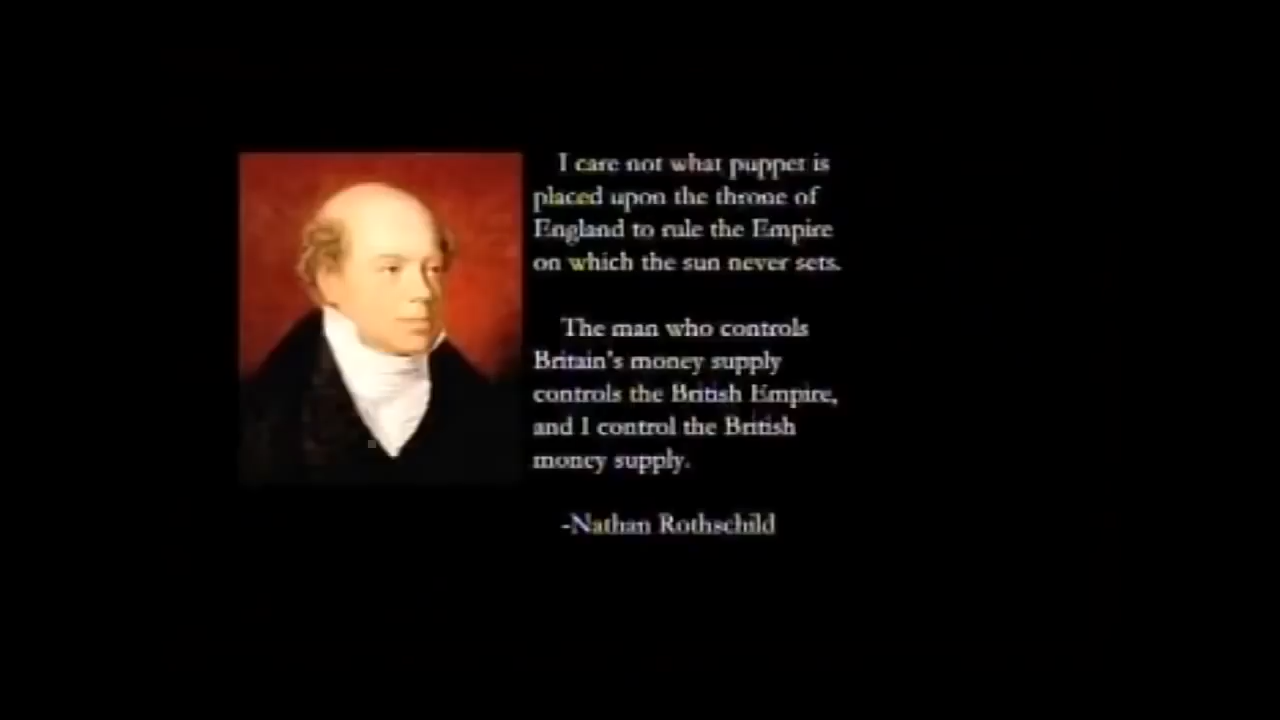 I care not what puppet is
placed upon the throne of
England to rule the Empire
on which the sun never sets.
The man who controls
Britain's money supply
controls the British Empire,
and I control the British
money supply.
-Nathan Rothschild